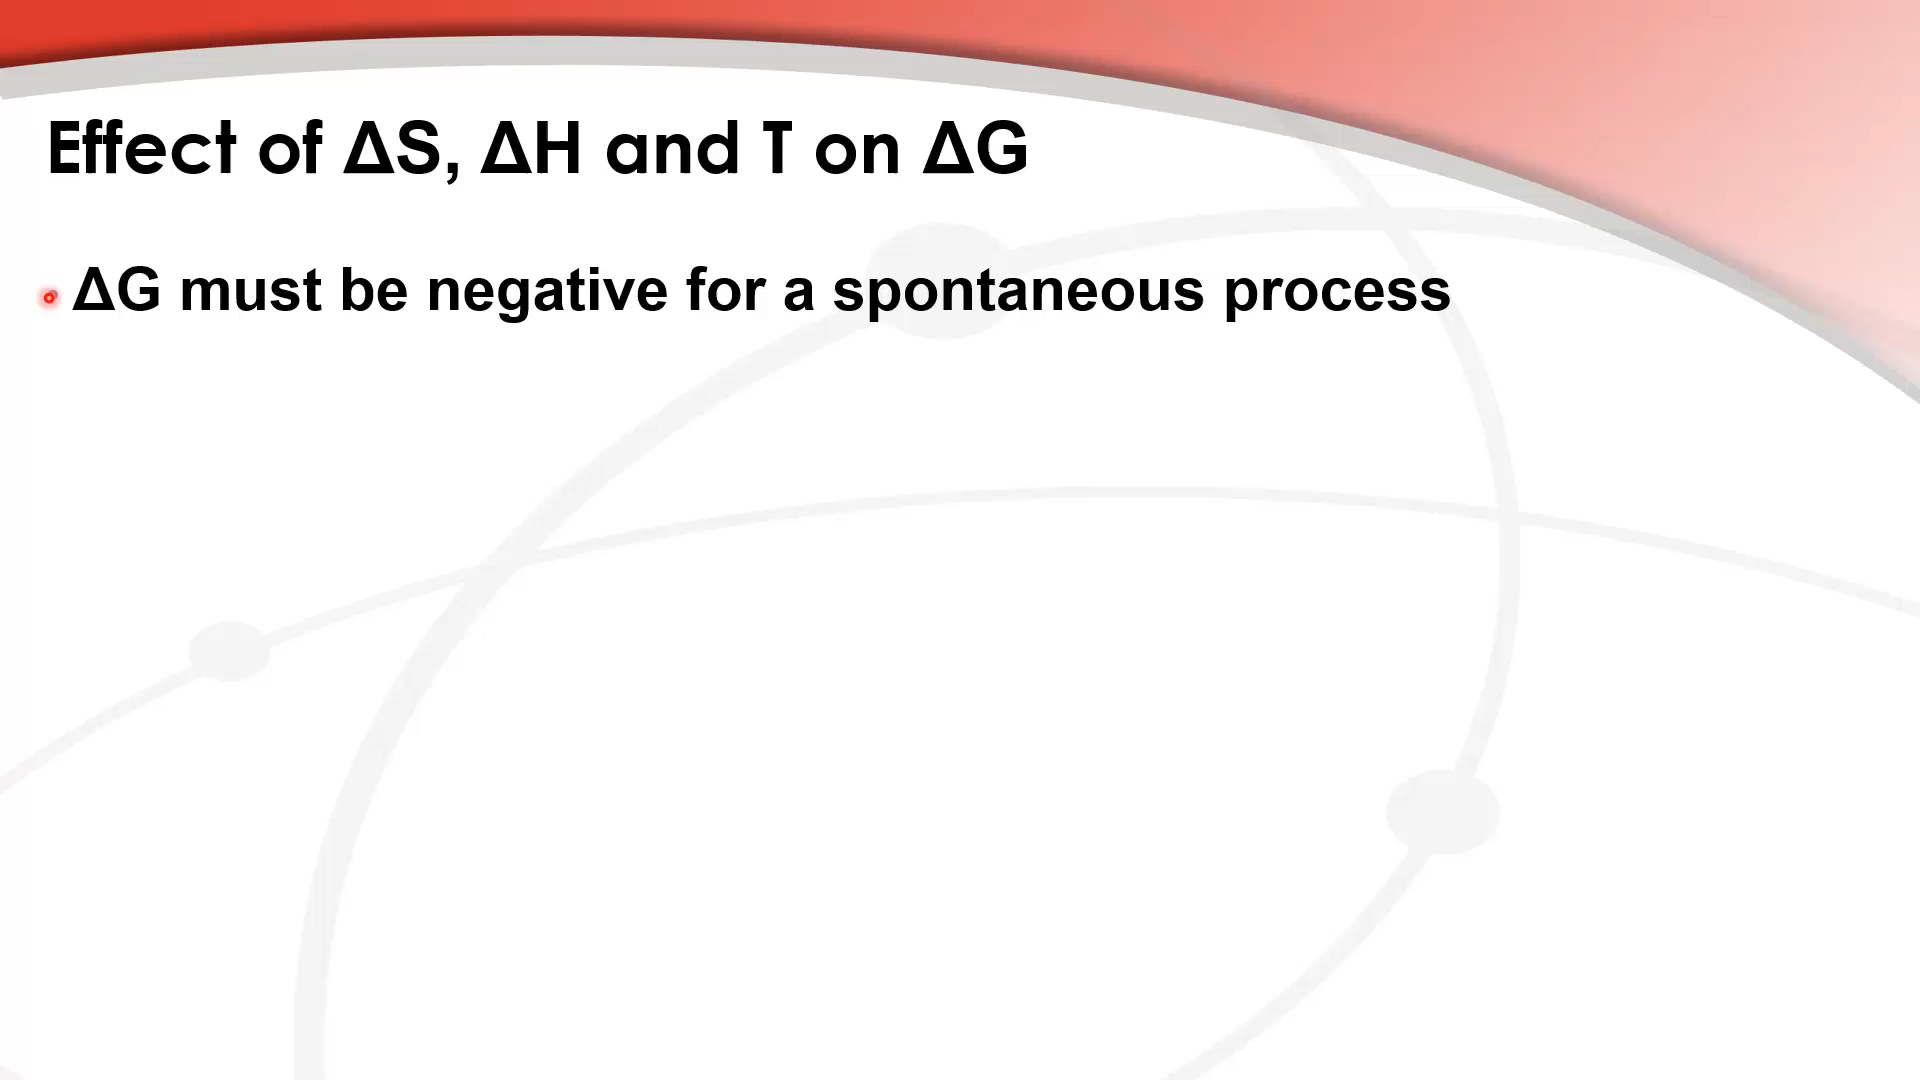 Effect of ΔS, ΔH and T on ΔG
• ΔG must be negative for a spontaneous process